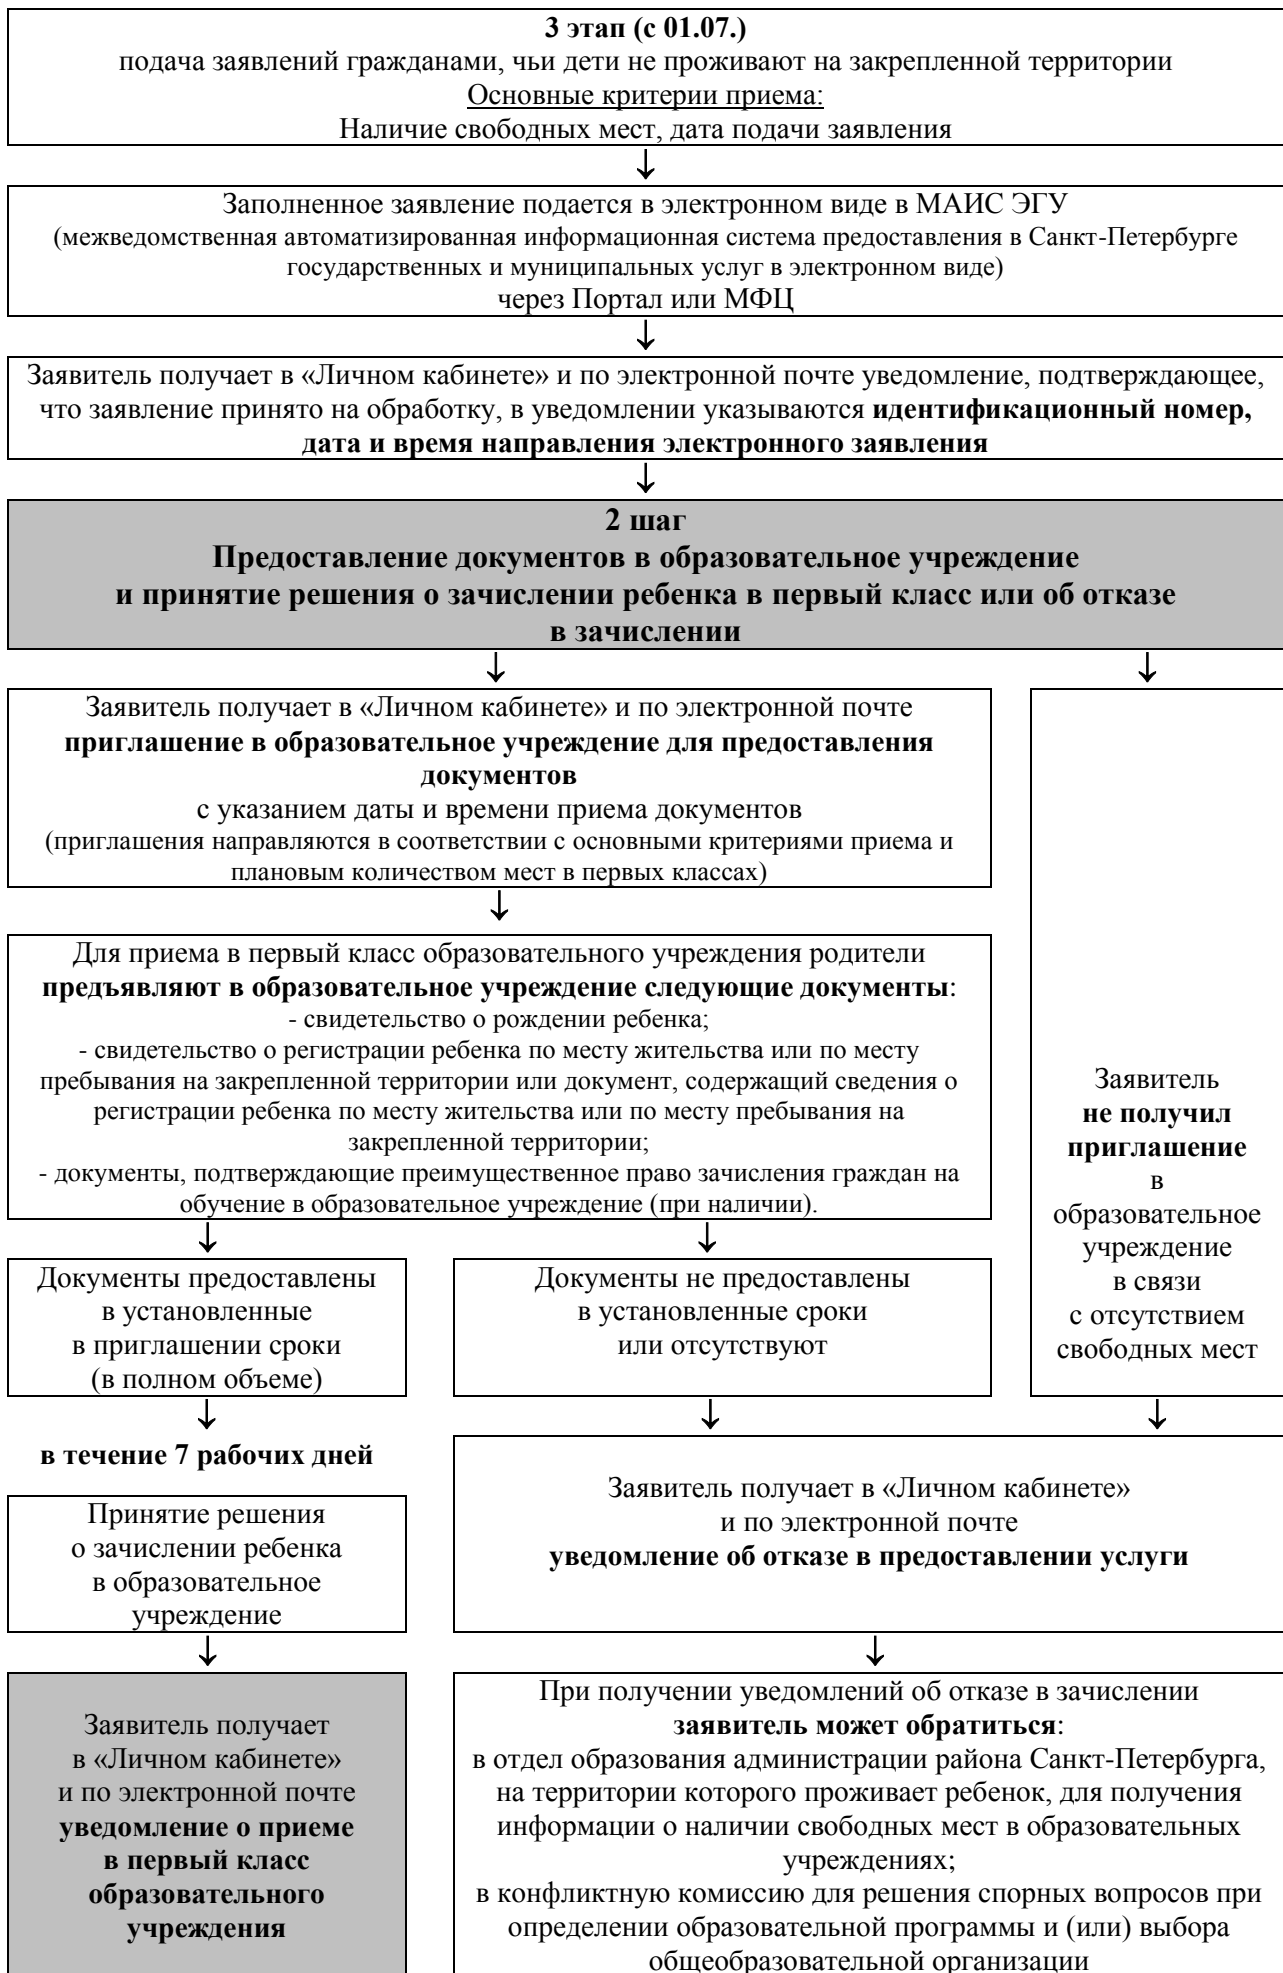 3 этап (с 01.07.)
подача заявлений гражданами, чьи дети не проживают на закрепленной территории
Основные критерии приема:
Наличие свободных мест, дата подачи заявления
Заполненное заявление подается в электронном виде в МАИС ЭГУ
(межведомственная автоматизированная информационная система предоставления в Санкт-Петербурге
государственных и муниципальных услуг в электронном виде)
через Портал или МФЦ
Заявитель получает в «Личном кабинете» и по электронной почте уведомление, подтверждающее,
что заявление принято на обработку, в уведомлении указываются идентификационный номер,
дата и время направления электронного заявления
2 шаг
Предоставление документов в образовательное учреждение
и принятие решения о зачислении ребенка в первый класс или об отказе
в зачислении
Заявитель получает в «Личном кабинете» и по электронной почте
приглашение в образовательное учреждение для предоставления
документов
с указанием даты и времени приема документов
(приглашения направляются в соответствии с основными критериями приема и
плановым количеством мест в первых классах)
Для приема в первый класс образовательного учреждения родители
предъявляют в образовательное учреждение следующие документы:
- свидетельство о рождении ребенка;
- свидетельство о регистрации ребенка по месту жительства или по месту
пребывания на закрепленной территории или документ, содержащий сведения о
регистрации ребенка по месту жительства или по месту пребывания на
закрепленной территории;
- документы, подтверждающие преимущественное право зачисления граждан на
обучение в образовательное учреждение (при наличии).
Заявитель
не получил
приглашение
в
образовательное
учреждение
в связи
с отсутствием
свободных мест
Документы предоставлены
в установленные
в приглашении сроки
(в полном объеме)
Документы не предоставлены
в установленные сроки
или отсутствуют
в течение 7 рабочих дней
Принятие решения
о зачислении ребенка
в образовательное
учреждение
Заявитель получает в «Личном кабинете»
и по электронной почте
уведомление об отказе в предоставлении услуги
Заявитель получает
в «Личном кабинете»
и по электронной почте
уведомление о приеме
в первый класс
образовательного
учреждения
При получении уведомлений об отказе в зачислении
заявитель может обратиться:
в отдел образования администрации района Санкт-Петербурга,
на территории которого проживает ребенок, для получения
информации о наличии свободных мест в образовательных
учреждениях;
в конфликтную комиссию для решения спорных вопросов при
определении образовательной программы и (или) выбора
общеобразовательной организации